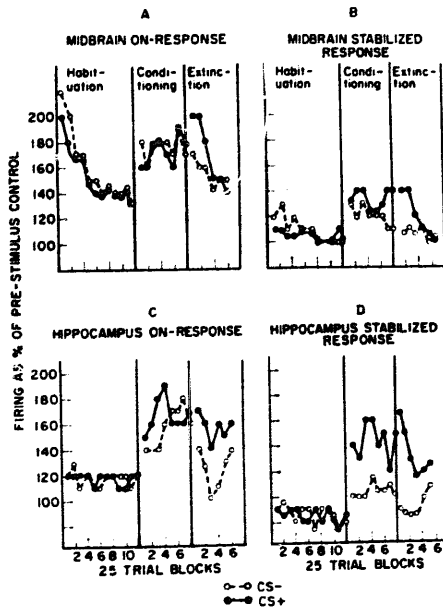 A
MIDBRAIN ON-RESPONSE
Habit-
uation
Condi-
tioning
Extinc-
tion
200
180
160
140
120
100
B
MIDBRAIN STABILIZED
RESPONSE
Habit-
uation
Condi-
tioning
Extinc-
tion
FIRING AS % OF PRE-STIMULUS CONTROL
C
HIPPOCAMPUS ON-RESPONSE
200
180
160
140
120
100
2 4 6 8 10
2 4 6
2 4 6
25 TRIAL BLOCKS
D
HIPPOCAMPUS STABILIZED
RESPONSE
2 4 6 8 10
2 4 6
2 4 6
25 TRIAL BLOCKS
CS-
CS+